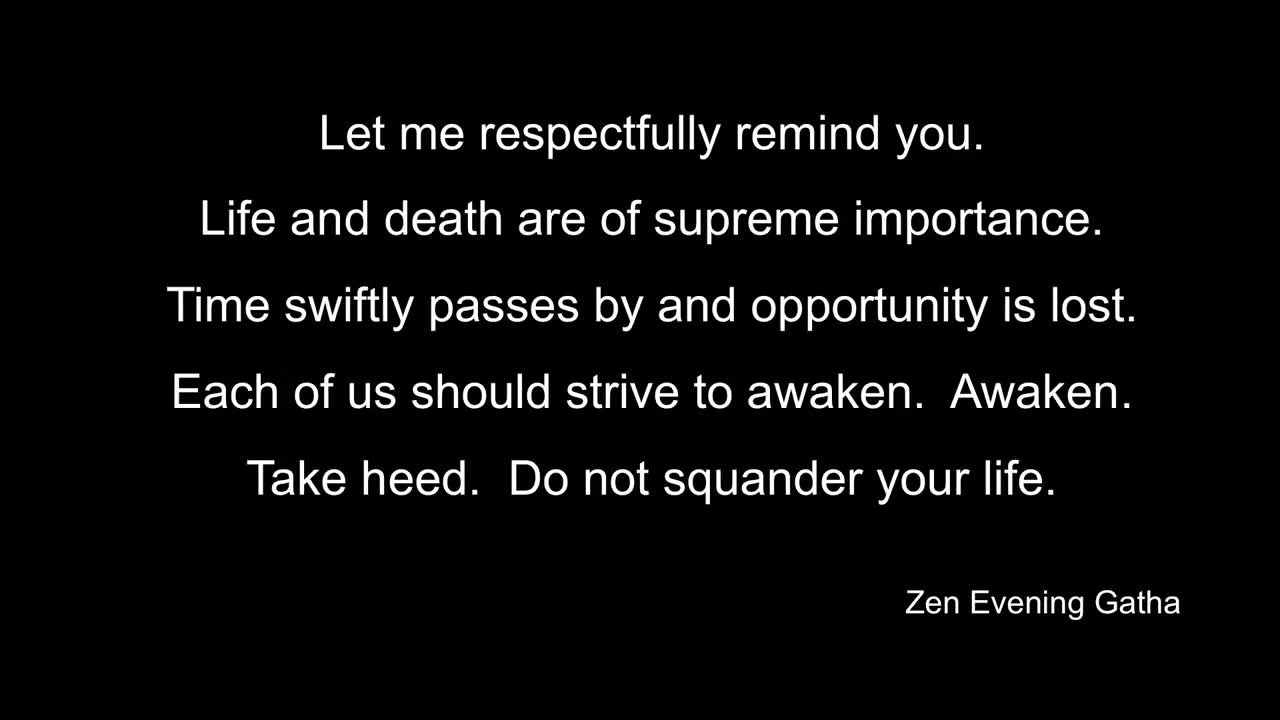 Let me respectfully remind you.
Life and death are of supreme importance.
Time swiftly passes by and opportunity is lost.
Each of us should strive to awaken.  Awaken.
Take heed.  Do not squander your life.
Zen Evening Gatha